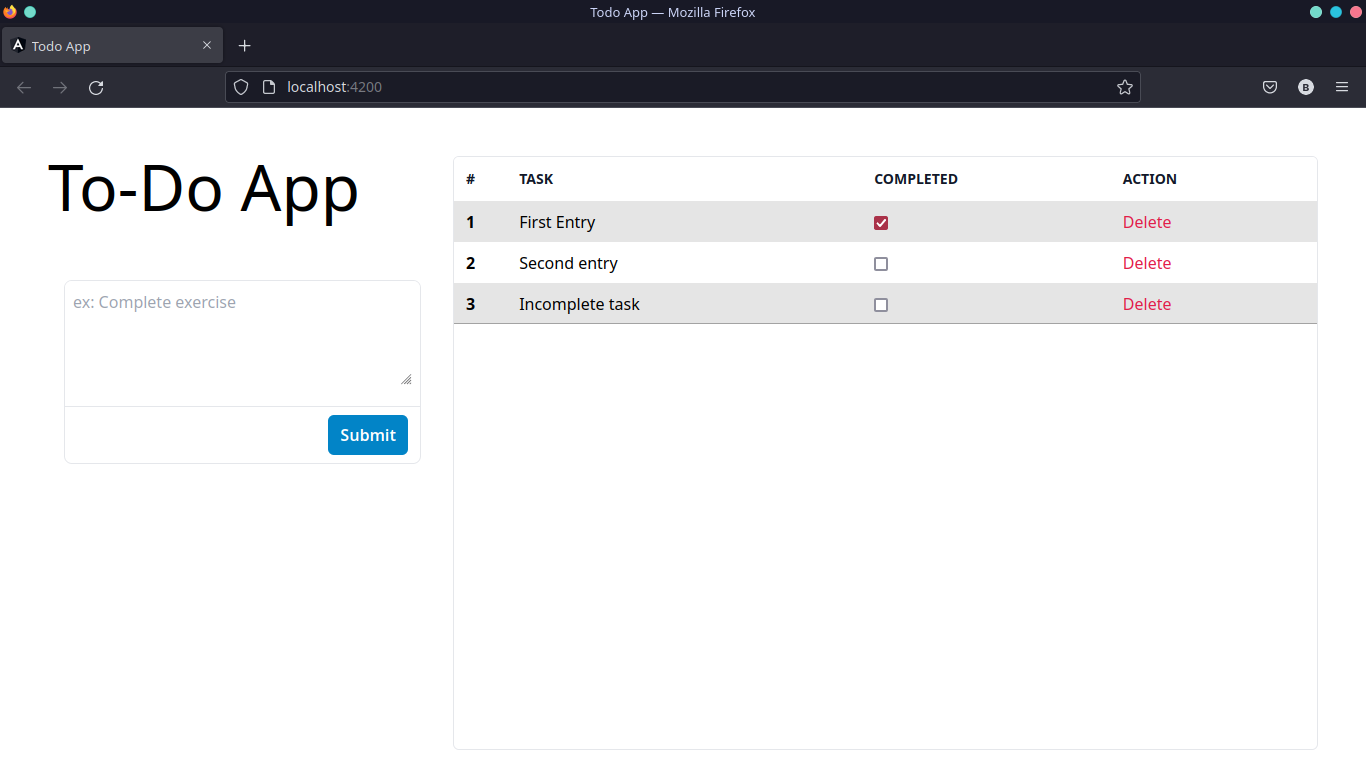 Todo App — Mozilla Firefox
Todo App
localhost:4200
B
To-Do App
ex: Complete exercise
Submit
# TASK COMPLETED ACTION
1 First Entry Delete
2 Second entry Delete
3 Incomplete task Delete